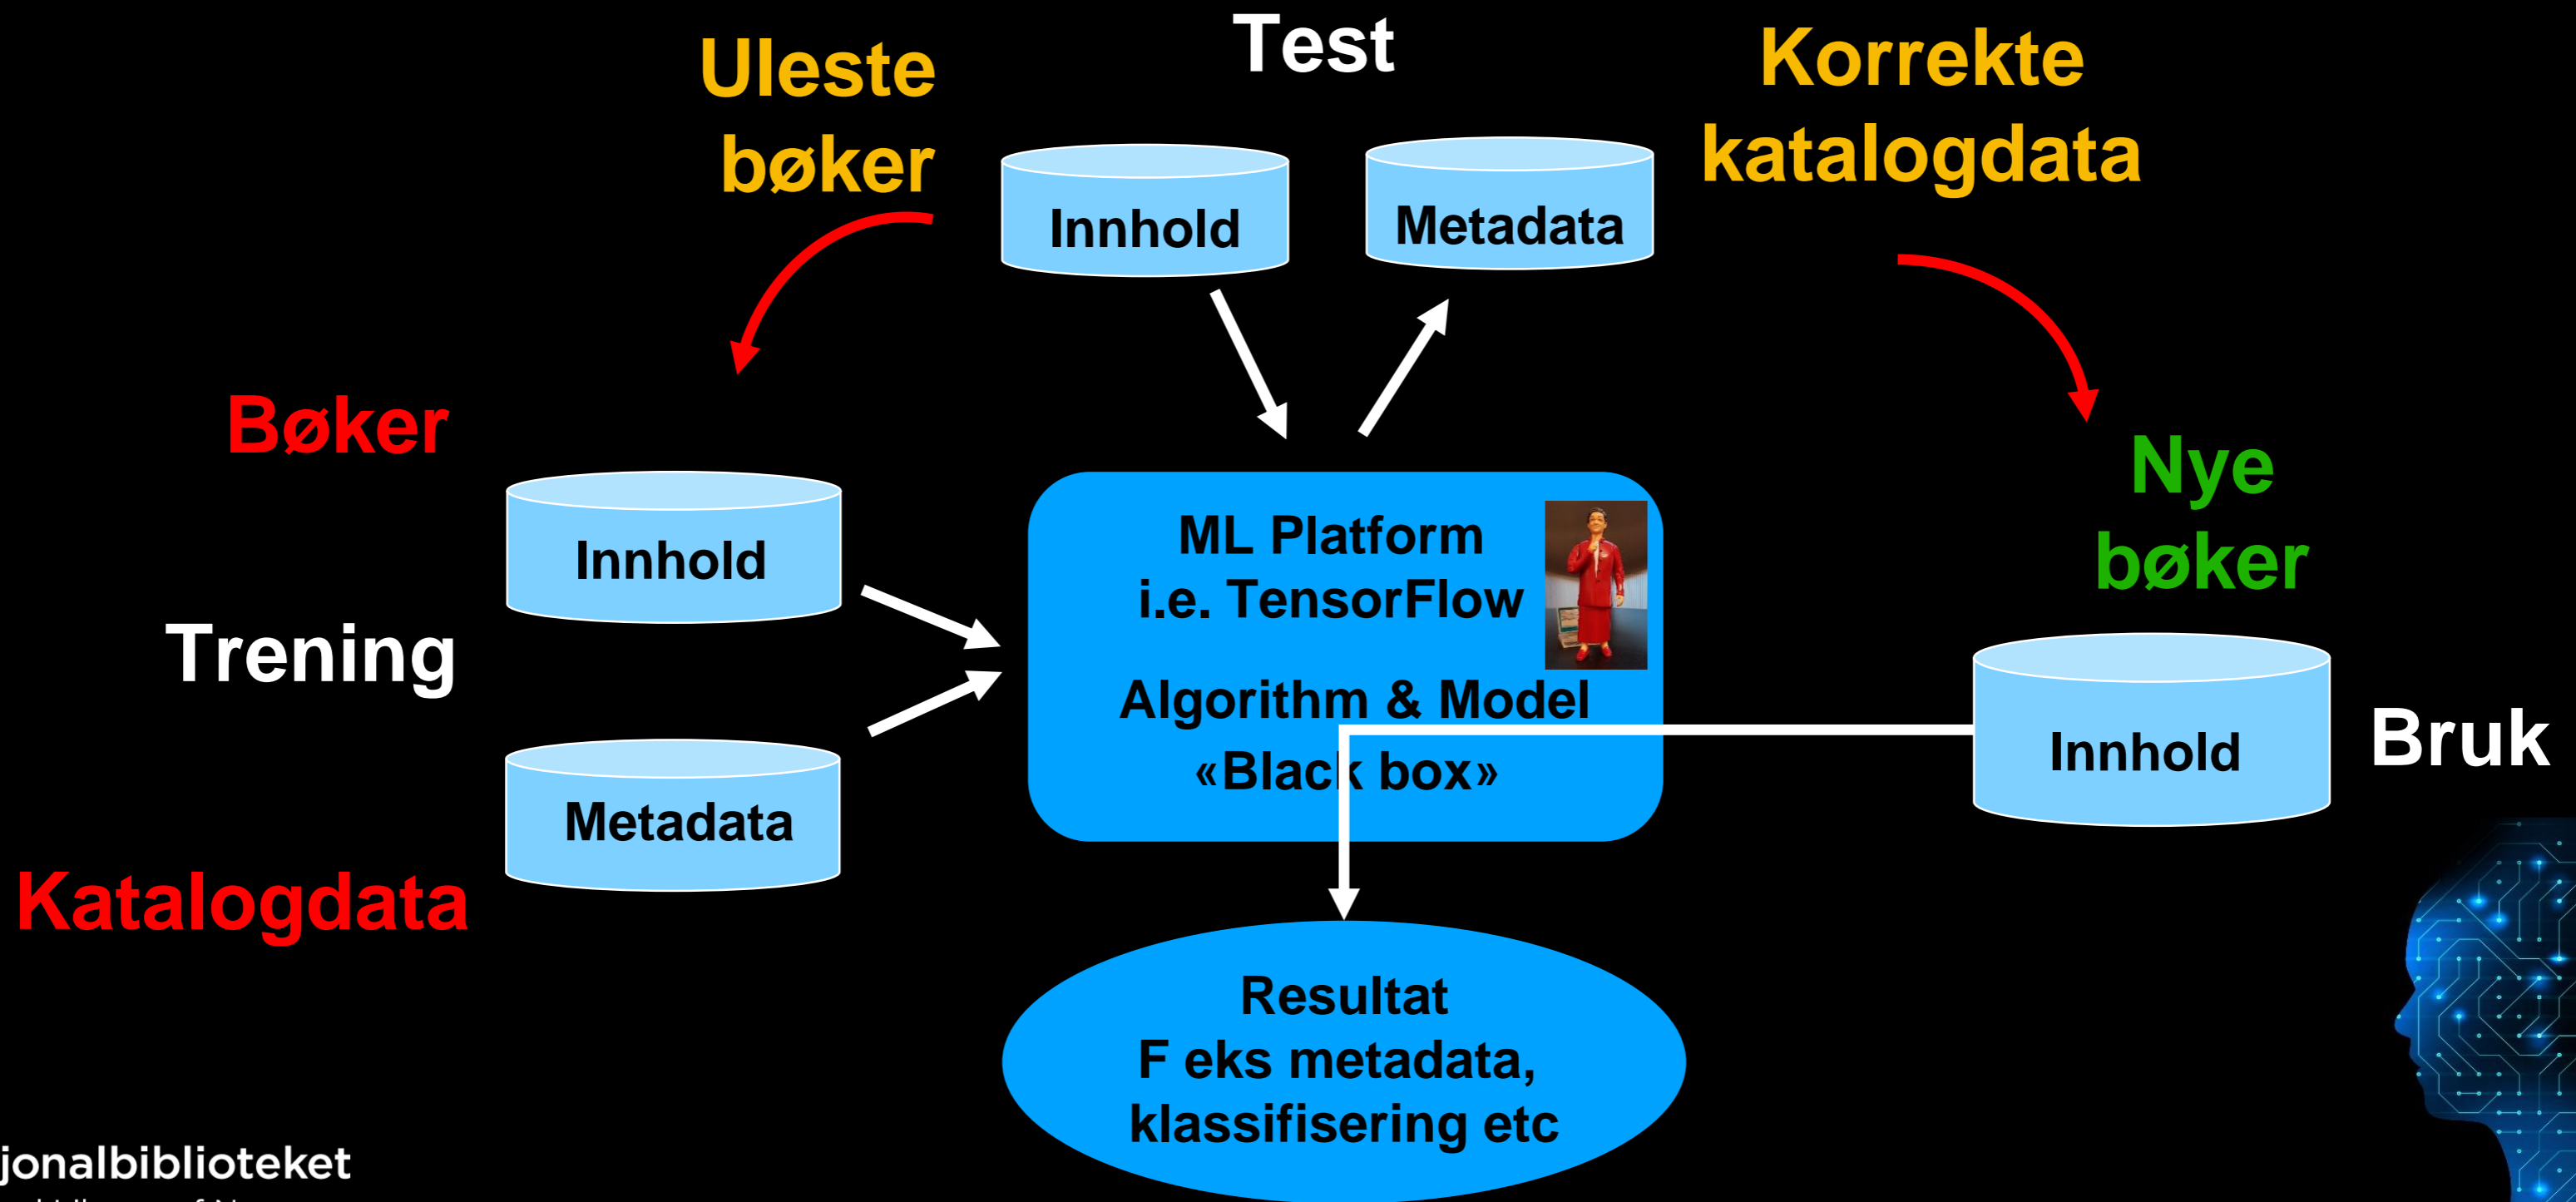 Test
Uleste
bøker
Korrekte
katalogdata
Innhold
Metadata
Bøker
Innhold
Trening
Metadata
Katalogdata
ML Platform
i.e. TensorFlow
Algorithm & Model
«Black box»
Nye
bøker
Innhold
Bruk
Resultat
F eks metadata,
klassifisering etc
jonalbiblioteket